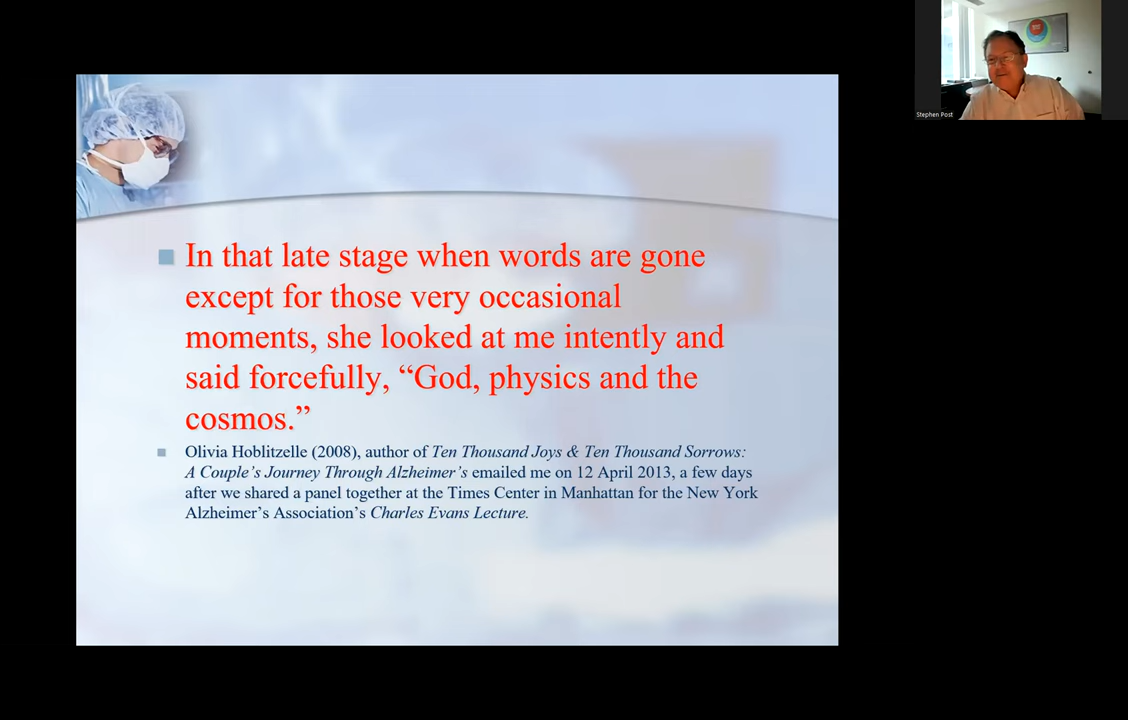 Stephen Post
In that late stage when words are gone
except for those very occasional
moments, she looked at me intently and
said forcefully, “God, physics and the
cosmos.”
Olivia Hoblitzelle (2008), author of Ten Thousand Joys & Ten Thousand Sorrows:
A Couple’s Journey Through Alzheimer’s emailed me on 12 April 2013, a few days
after we shared a panel together at the Times Center in Manhattan for the New York
Alzheimer’s Association’s Charles Evans Lecture.